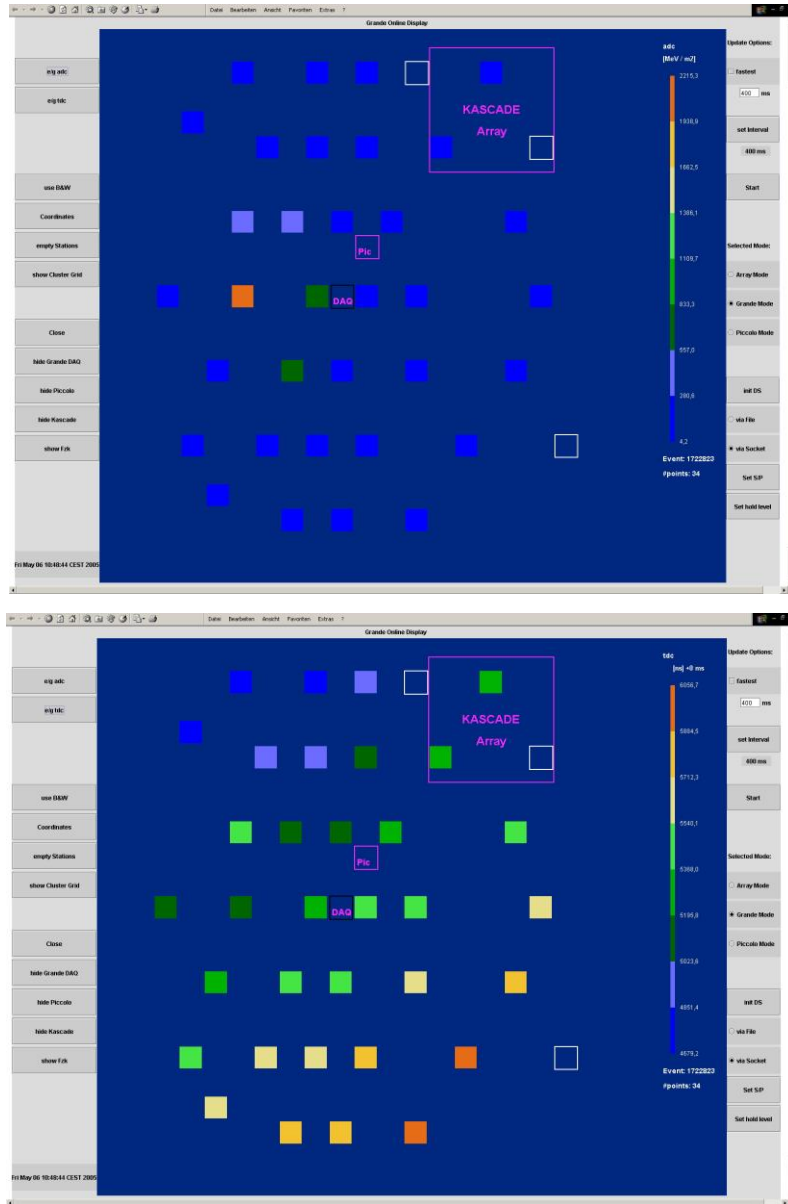 Datei Bearbeiten Ansicht Favoriten Extras ?
Grande Online Display
e/g adc
e/g tdc
use B&W
Coordinates
empty Stations
show Cluster Grid
Close
hide Grande DAQ
hide Piccolo
hide Kascade
show Fzk
Fri May 06 10:48:44 CEST 2005
KASCADE
Array
Pic
DAQ
adc
[MeV / m2]
2215,3
1938,9
1662,5
1386,1
1109,7
833,3
557,0
280,6
4,2
Event: 1722823
#points: 34
Update Options:
fastest
400 ms
set Interval
400 ms
Start
Selected Mode:
Array Mode
Grande Mode
Piccolo Mode
init DS
via File
via Socket
Set S/P
Set hold level
Datei Bearbeiten Ansicht Favoriten Extras ?
Grande Online Display
e/g adc
e/g tdc
use B&W
Coordinates
empty Stations
show Cluster Grid
Close
hide Grande DAQ
hide Piccolo
hide Kascade
show Fzk
Fri May 06 10:48:44 CEST 2005
KASCADE
Array
Pic
DAQ
tdc
[ns] +0 ms
6056,7
5884,5
5712,3
5540,1
5368,0
5195,8
5023,6
4851,4
4679,2
Event: 1722823
#points: 34
Update Options:
fastest
400 ms
set Interval
400 ms
Start
Selected Mode:
Array Mode
Grande Mode
Piccolo Mode
init DS
via File
via Socket
Set S/P
Set hold level